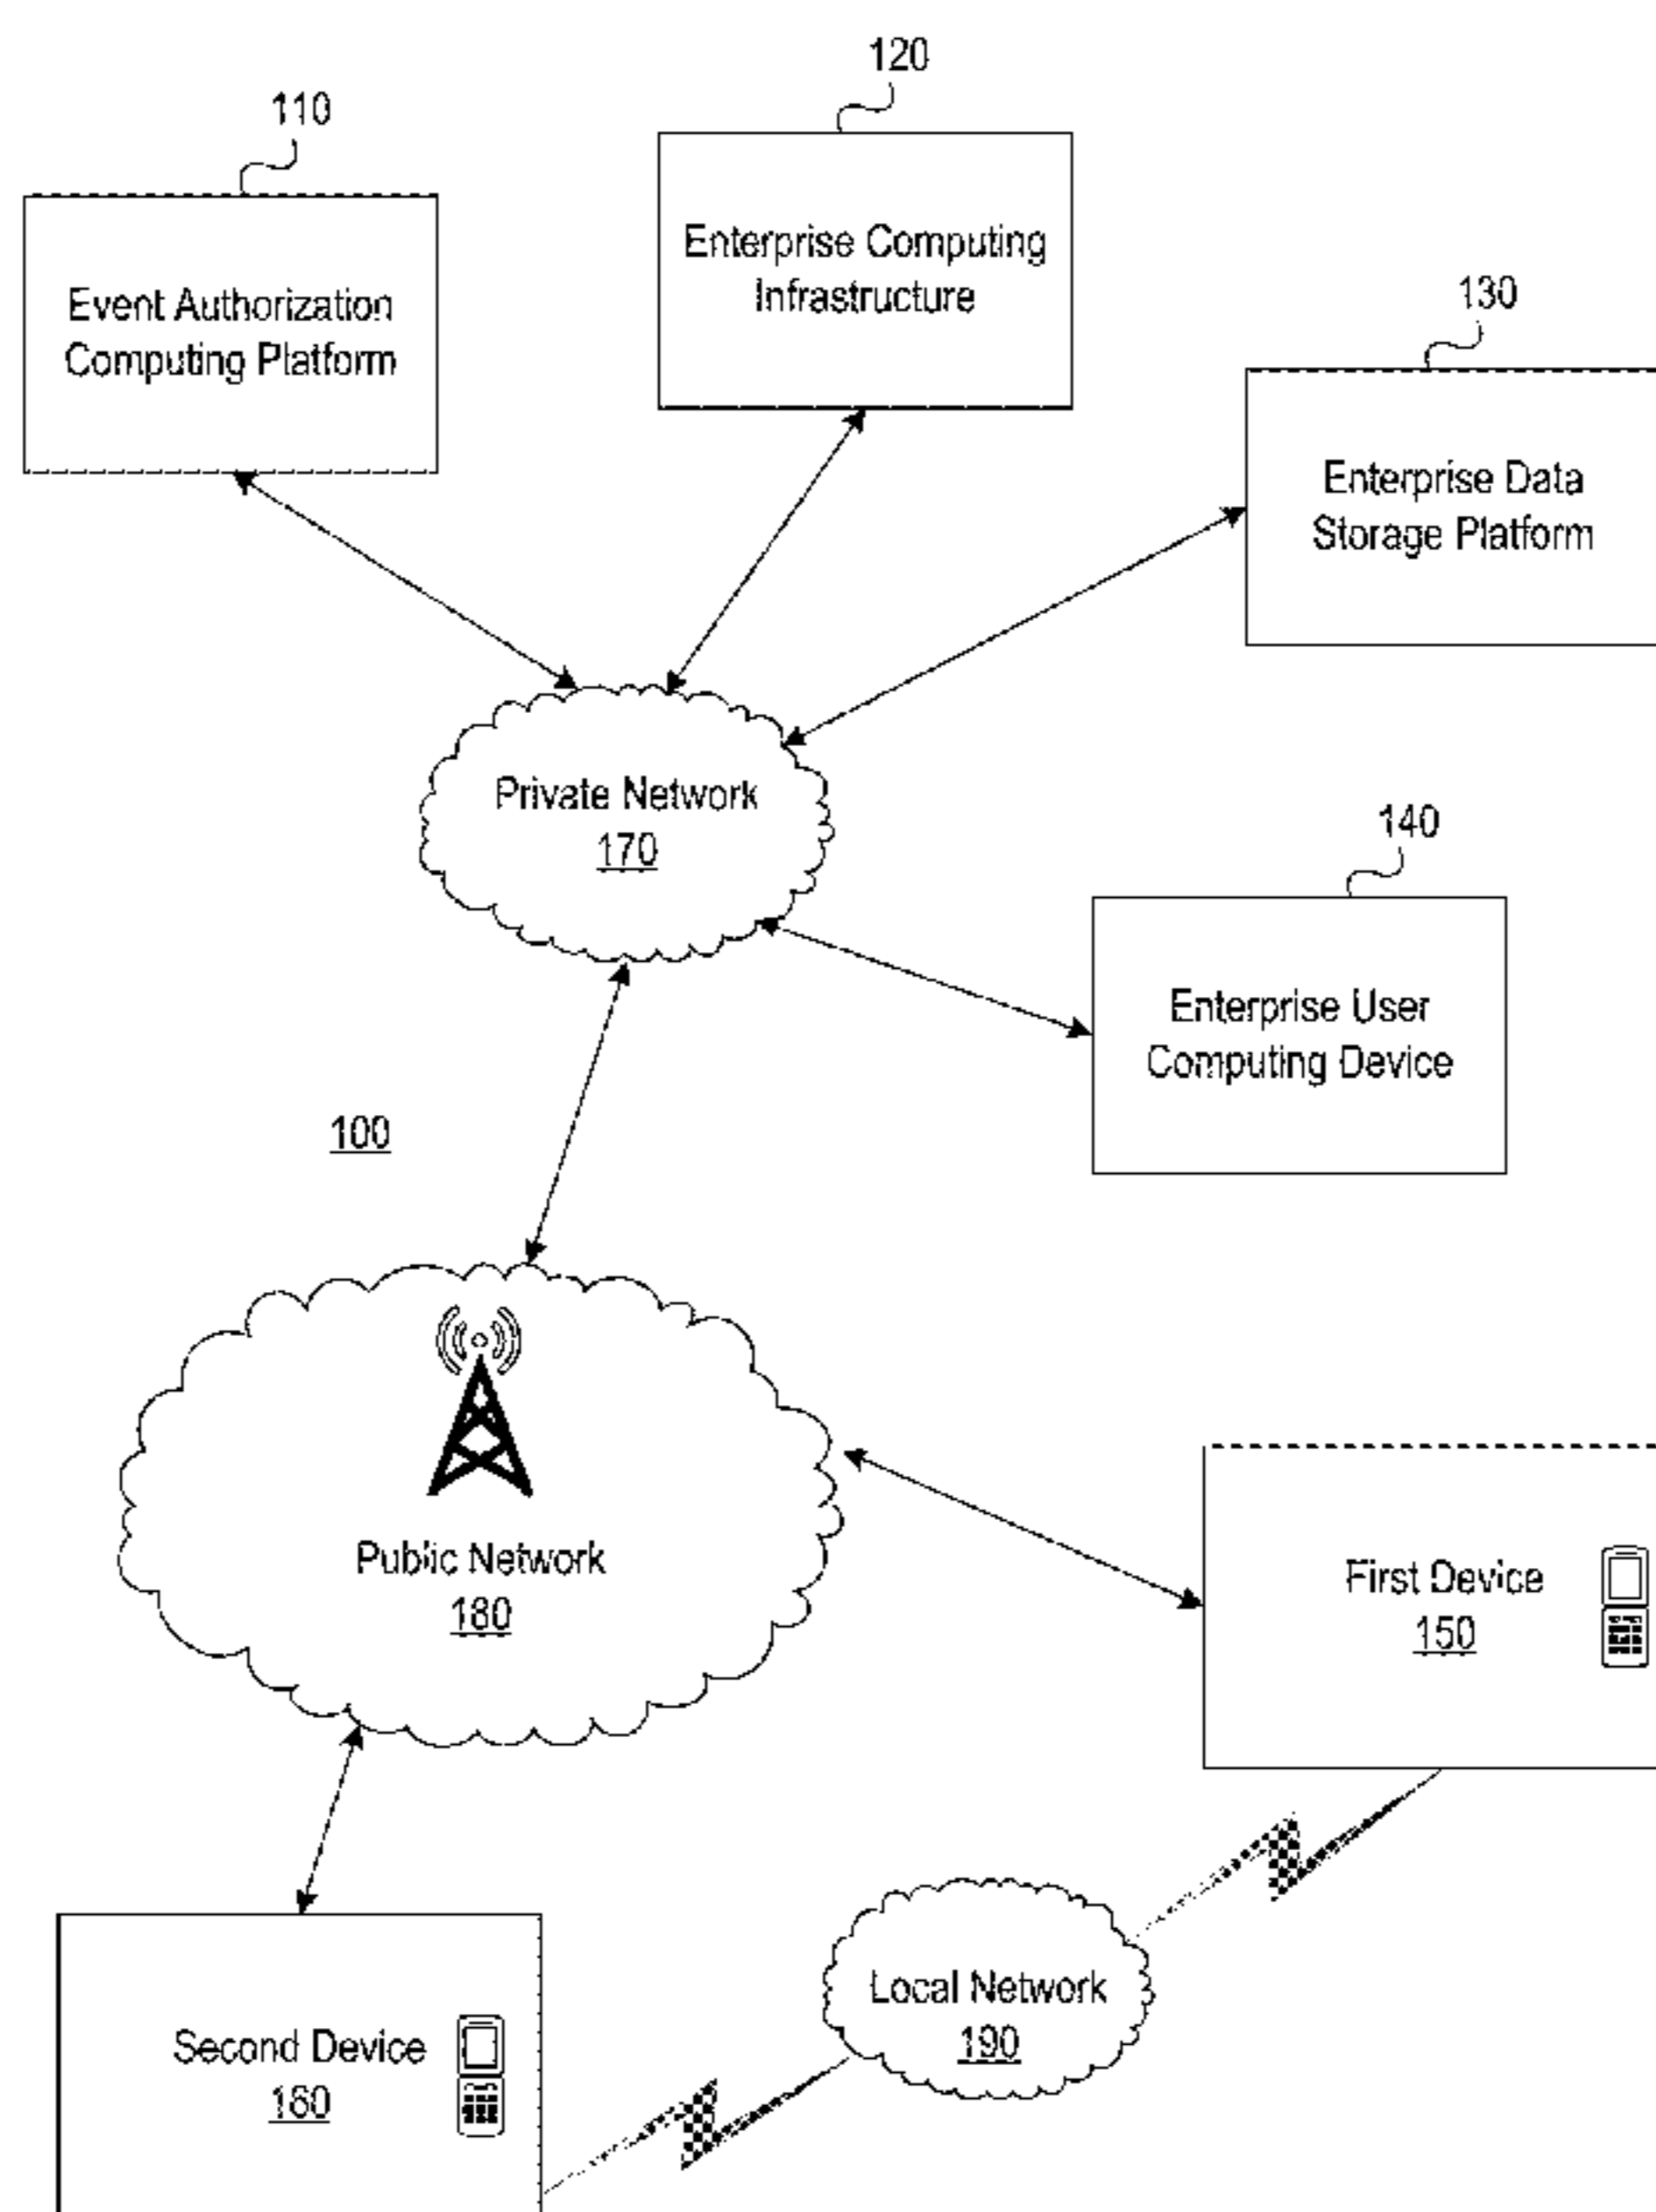 120
110
Enterprise Computing
Infrastructure
Event Authorization
Computing Platform
130
Enterprise Data
Storage Platform
Private Network
170
140
Enterprise User
Computing Device
100
Public Network
180
First Device
150
Local Network
190
Second Device
160